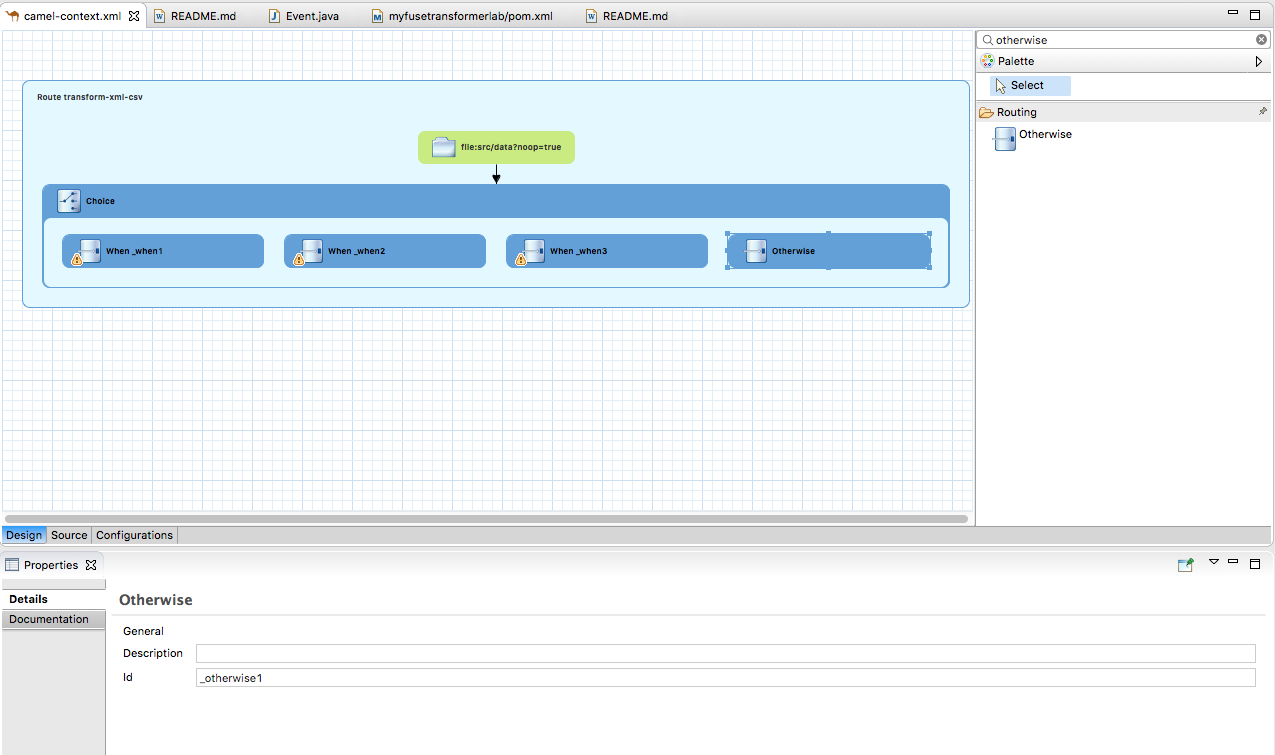 camel-context.xml README.md Event.java myfusetransformerlab/pom.xml README.md
otherwise
Palette
Select
Routing
Otherwise
Route transform-xml-csv
file:src/data?noop=true
Choice
When _when1 When _when2 When _when3 Otherwise
Design Source Configurations
Properties
Details
Documentation
Otherwise
General
Description
Id _otherwise1